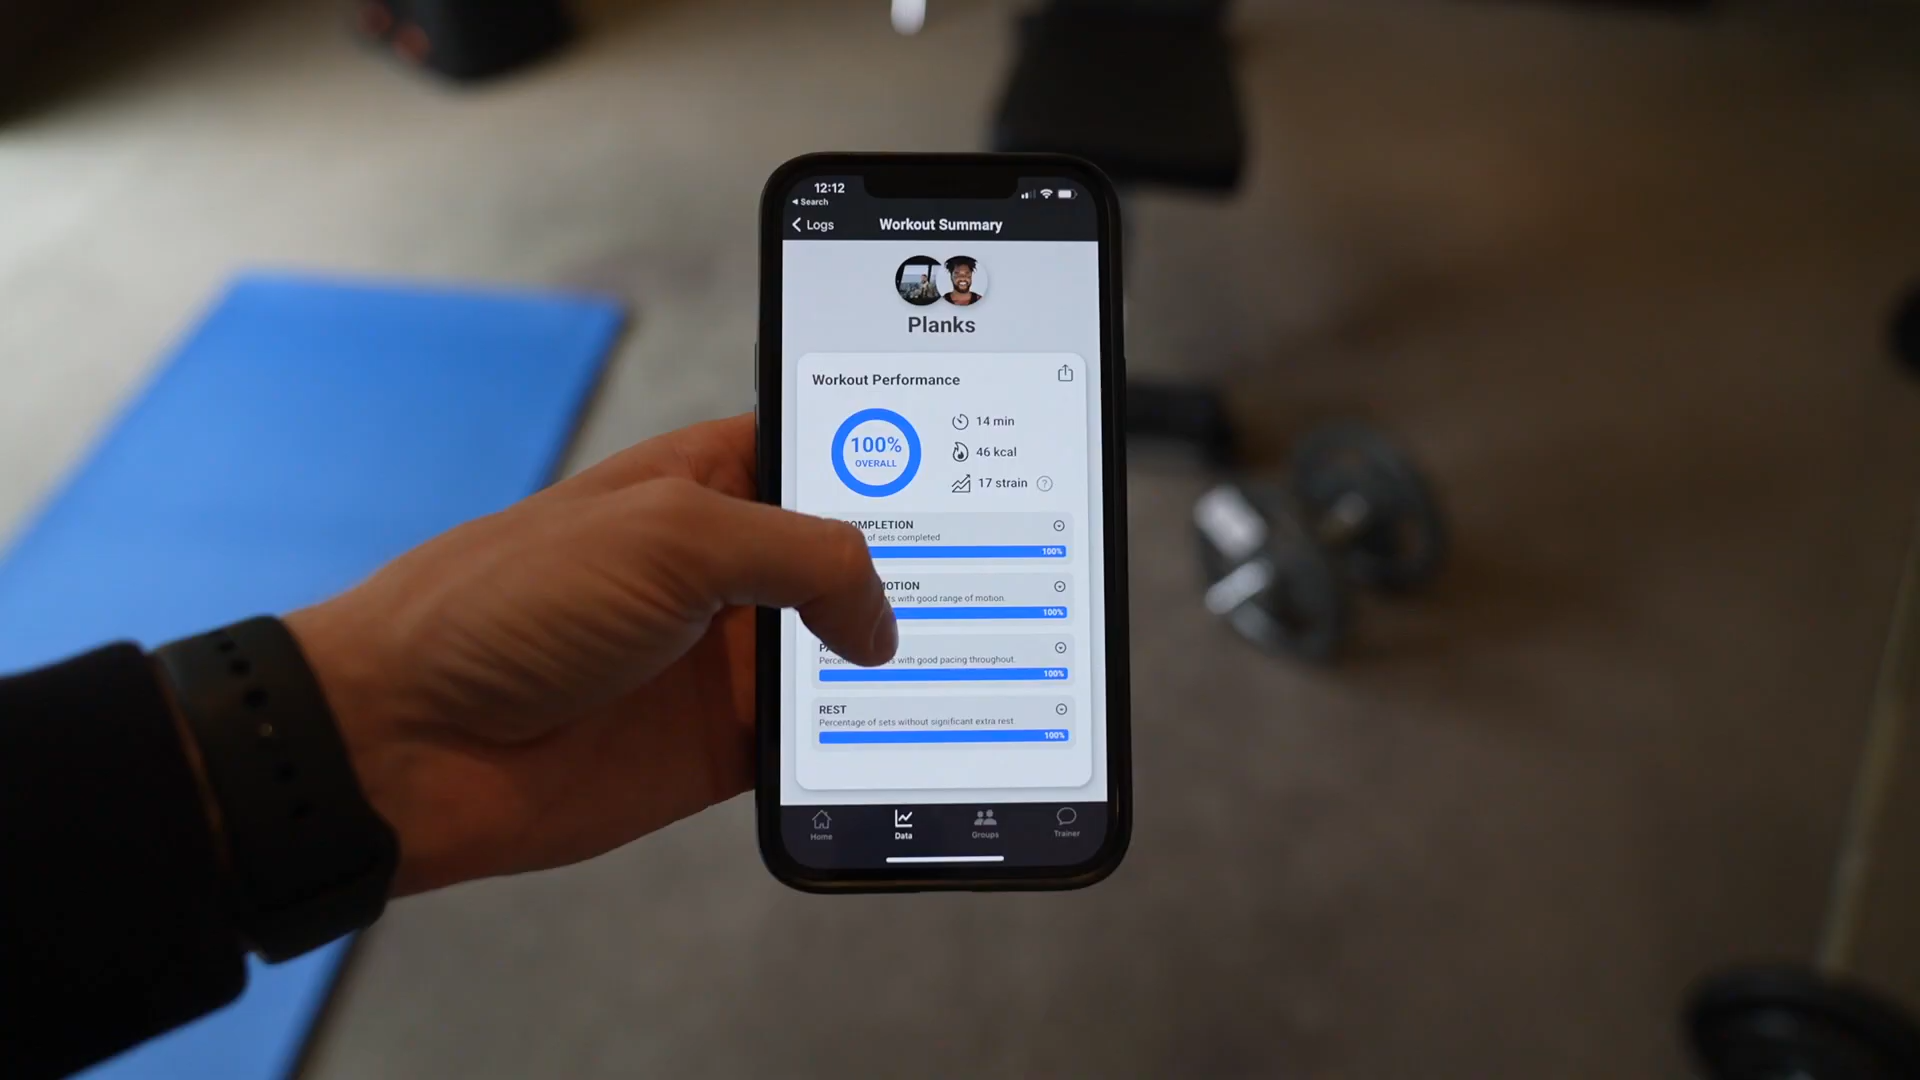 12:12
Search
Logs
Workout Summary
Planks
Workout Performance
100%
OVERALL
14 min
46 kcal
17 strain
?
OMPLETION
of sets completed
100%
MOTION
with good range of motion.
100%
with good pacing throughout.
100%
REST
Percentage of sets without significant extra rest
100%
Home
Data
Groups
Trainer